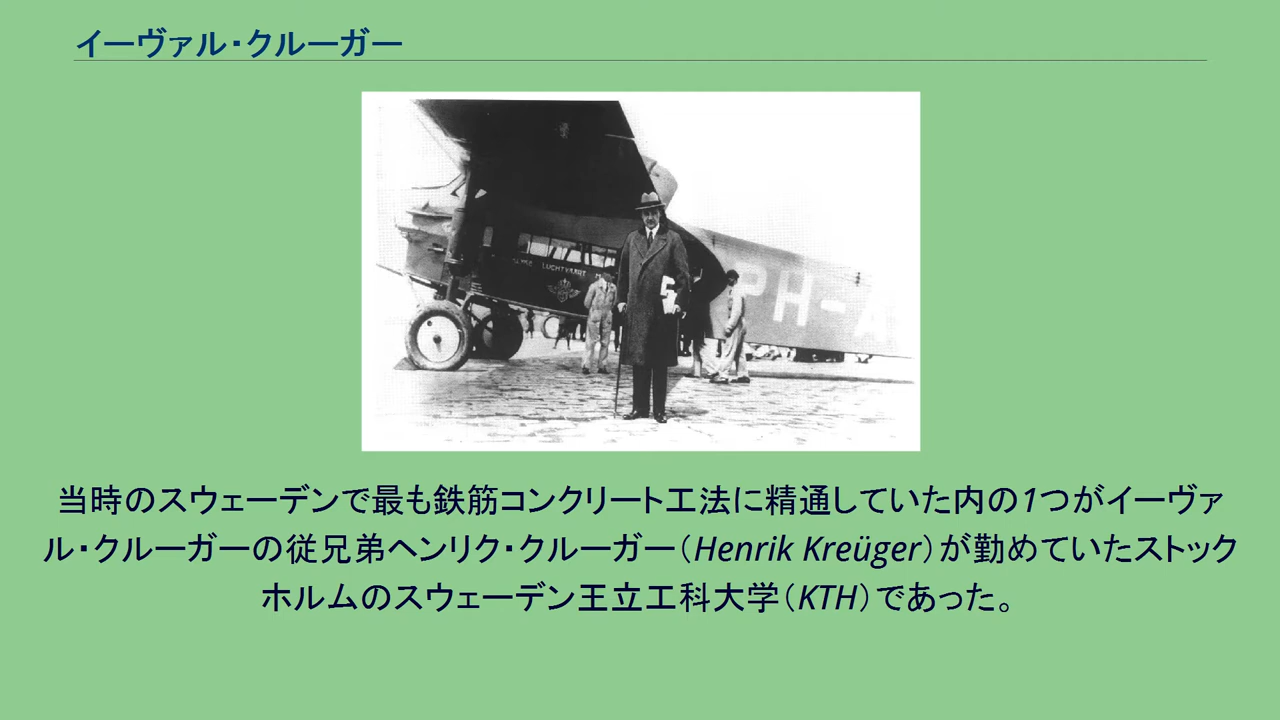 イーヴァル・クルーガー
LUCHTVAART
PH-A
当時のスウェーデンで最も鉄筋コンクリート工法に精通していた内の1つがイーヴァ
ル・クルーガーの従兄弟ヘンリク・クルーガー（Henrik Kreüger）が勤めていたストック
ホルムのスウェーデン王立工科大学（KTH）であった。